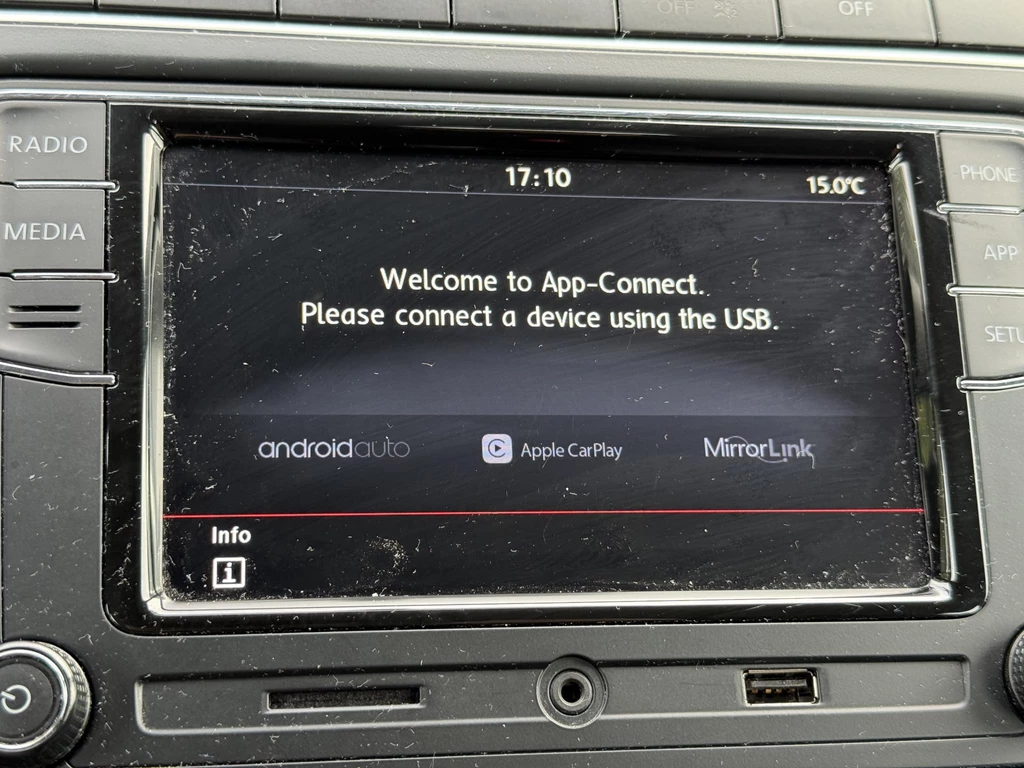 OFF OFF
RADIO
MEDIA
17:10 15.0°C
Welcome to App-Connect.
Please connect a device using the USB.
androidauto Apple CarPlay MirrorLink
Info
PHONE
APP
SETU